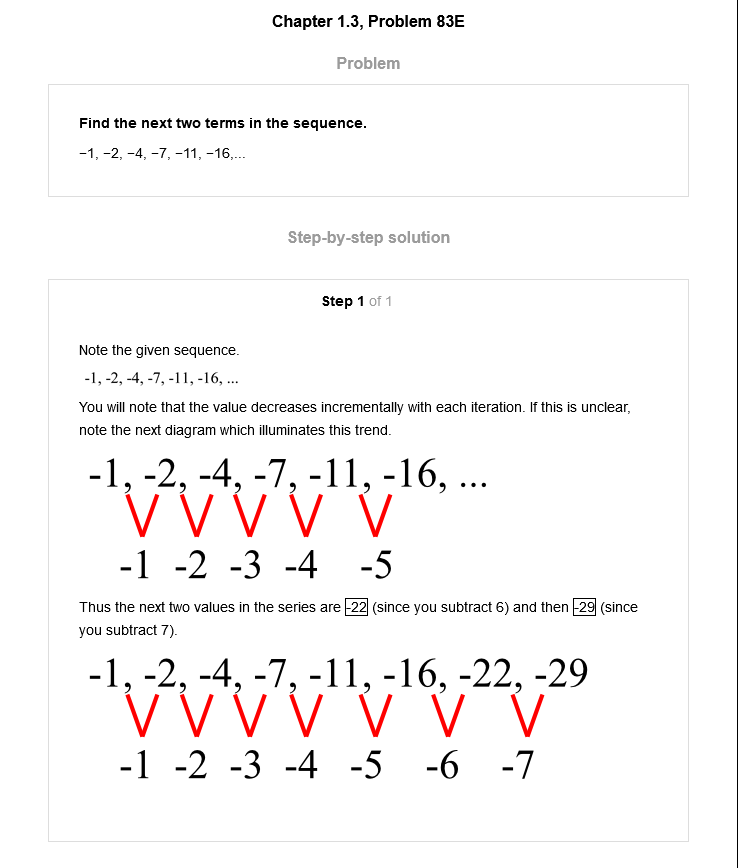 Chapter 1.3, Problem 83E
Problem
Find the next two terms in the sequence.
−1, −2, −4, −7, −11, −16,...
Step-by-step solution
Step 1 of 1
Note the given sequence.
-1, -2, -4, -7, -11, -16, ...
You will note that the value decreases incrementally with each iteration. If this is unclear,
note the next diagram which illuminates this trend.
-1, -2, -4, -7, -11, -16, ...
-1 -2 -3 -4 -5
Thus the next two values in the series are -22 (since you subtract 6) and then -29 (since
you subtract 7).
-1, -2, -4, -7, -11, -16, -22, -29
-1 -2 -3 -4 -5 -6 -7